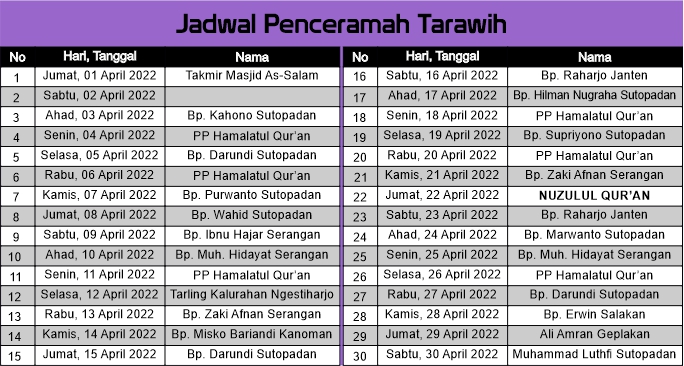 Jadwal Penceramah Tarawih
No Hari, Tanggal Nama
1 Jumat, 01 April 2022 Takmir Masjid As-Salam
2 Sabtu, 02 April 2022
3 Ahad, 03 April 2022 Bp. Kahono Sutopadan
4 Senin, 04 April 2022 PP Hamalatul Qur'an
5 Selasa, 05 April 2022 Bp. Darundi Sutopadan
6 Rabu, 06 April 2022 PP Hamalatul Qur'an
7 Kamis, 07 April 2022 Bp. Purwanto Sutopadan
8 Jumat, 08 April 2022 Bp. Wahid Sutopadan
9 Sabtu, 09 April 2022 Bp. Ibnu Hajar Serangan
10 Ahad, 10 April 2022 Bp. Muh. Hidayat Serangan
11 Senin, 11 April 2022 PP Hamalatul Qur'an
12 Selasa, 12 April 2022 Tarling Kalurahan Ngestiharjo
13 Rabu, 13 April 2022 Bp. Zaki Afnan Serangan
14 Kamis, 14 April 2022 Bp. Misko Bariandi Kanoman
15 Jumat, 15 April 2022 Bp. Darundi Sutopadan
No Hari, Tanggal Nama
16 Sabtu, 16 April 2022 Bp. Raharjo Janten
17 Ahad, 17 April 2022 Bp. Hilman Nugraha Sutopadan
18 Senin, 18 April 2022 PP Hamalatul Qur'an
19 Selasa, 19 April 2022 Bp. Supriyono Sutopadan
20 Rabu, 20 April 2022 PP Hamalatul Qur'an
21 Kamis, 21 April 2022 Bp. Zaki Afnan Serangan
22 Jumat, 22 April 2022 NUZULUL QUR'AN
23 Sabtu, 23 April 2022 Bp. Raharjo Janten
24 Ahad, 24 April 2022 Bp. Marwanto Sutopadan
25 Senin, 25 April 2022 Bp. Muh. Hidayat Serangan
26 Selasa, 26 April 2022 PP Hamalatul Qur'an
27 Rabu, 27 April 2022 Bp. Darundi Sutopadan
28 Kamis, 28 April 2022 Bp. Erwin Salakan
29 Jumat, 29 April 2022 Ali Amran Geplakan
30 Sabtu, 30 April 2022 Muhammad Luthfi Sutopadan